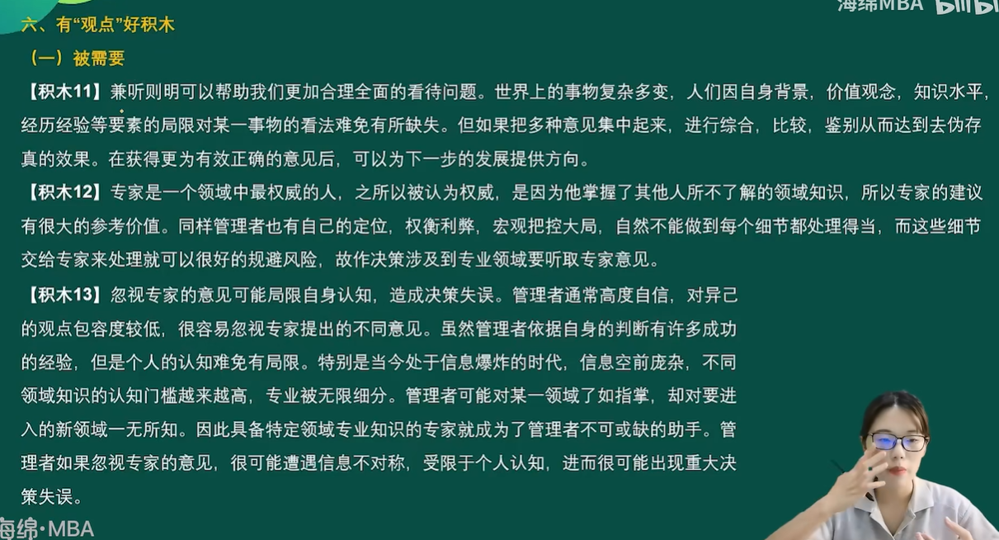 海绵MBA bilibi
六、有“观点”好积木
（一）被需要
【积木11】兼听则明可以帮助我们更加合理全面的看待问题。世界上的事物复杂多变，人们因自身背景，价值观念，知识水平，
经历经验等要素的局限对某一事物的看法难免有所缺失。但如果把多种意见集中起来，进行综合，比较，鉴别从而达到去伪存
真的效果。在获得更为有效正确的意见后，可以为下一步的发展提供方向。
【积木12】专家是一个领域中最权威的人，之所以被认为权威，是因为他掌握了其他人所不了解的领域知识，所以专家的建议
有很大的参考价值。同样管理者也有自己的定位，权衡利弊，宏观把控大局，自然不能做到每个细节都处理得当，而这些细节
交给专家来处理就可以很好的规避风险，故作决策涉及到专业领域要听取专家意见。
【积木13】忽视专家的意见可能局限自身认知，造成决策失误。管理者通常高度自信，对异己
的观点包容度较低，很容易忽视专家提出的不同意见。虽然管理者依据自身的判断有许多成功
的经验，但是个人的认知难免有局限。特别是当今处于信息爆炸的时代，信息空前庞杂，不同
领域知识的认知门槛越来越高，专业被无限细分。管理者可能对某一领域了如指掌，却对要进
入的新领域一无所知。因此具备特定领域专业知识的专家就成为了管理者不可或缺的助手。管
理者如果忽视专家的意见，很可能遭遇信息不对称，受限于个人认知，进而很可能出现重大决
策失误。
海绵·MBA